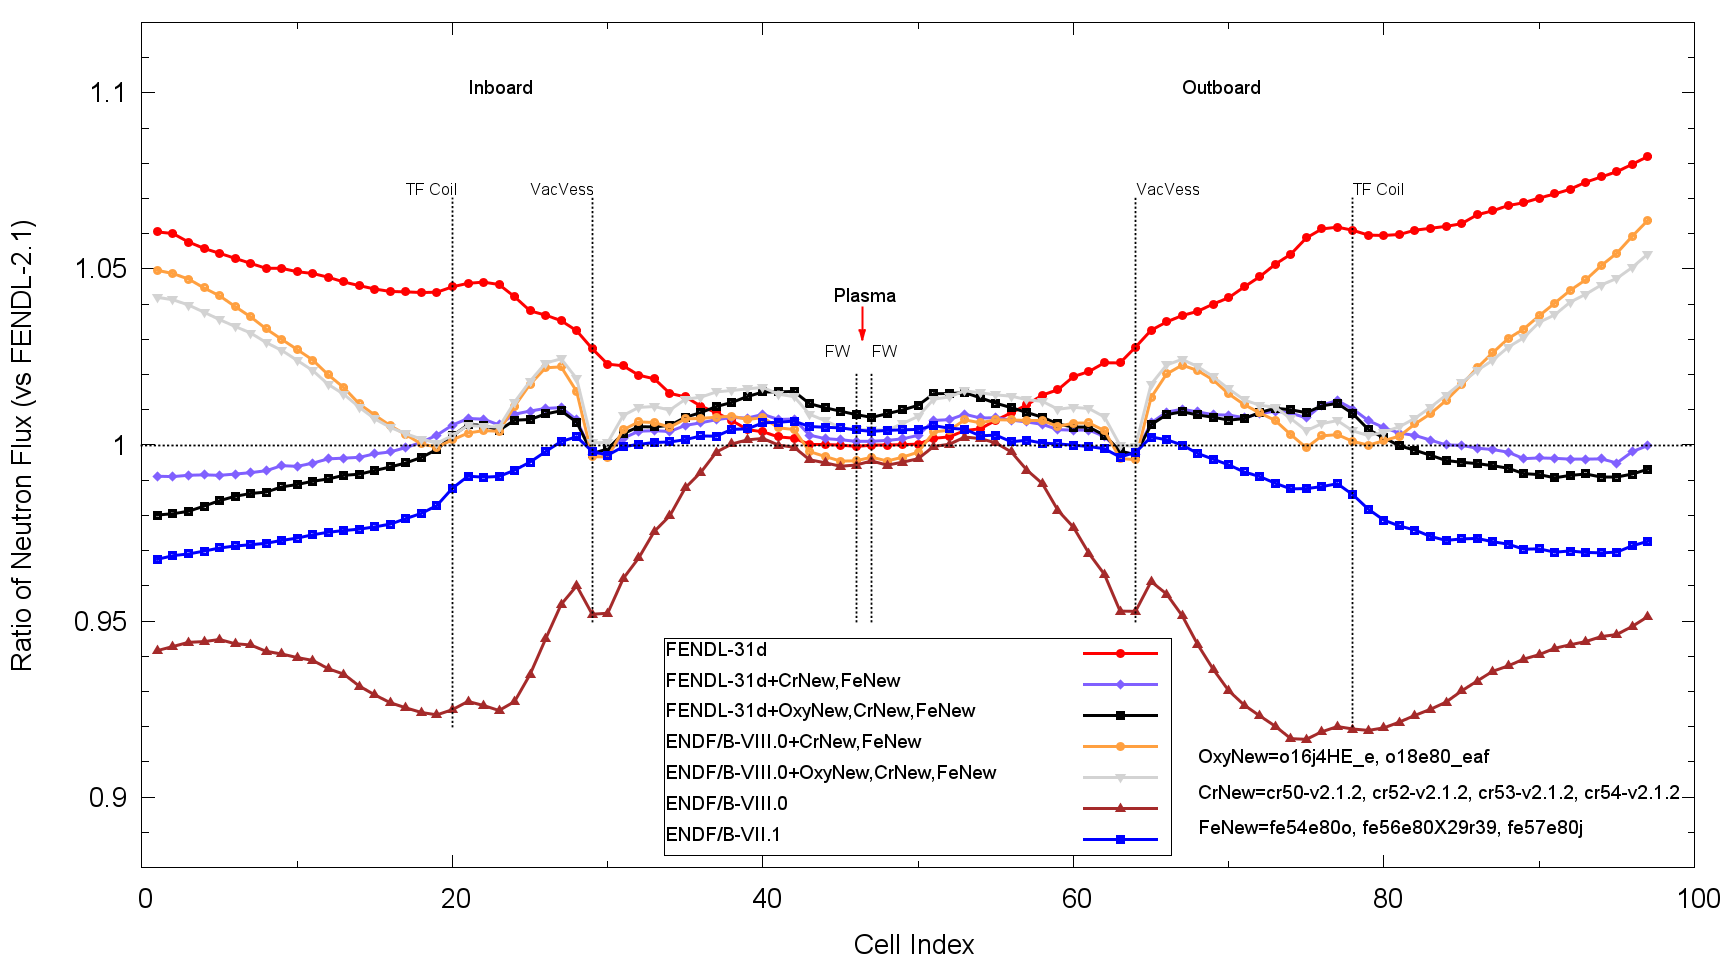 Ratio of Neutron Flux (vs FENDL-2.1)
1.1
1.05
1
0.95
0.9
Inboard
Outboard
TF Coil
VacVess
VacVess
TF Coil
Plasma
FW
FW
FENDL-31d
FENDL-31d+CrNew,FeNew
FENDL-31d+OxyNew,CrNew,FeNew
ENDF/B-VIII.0+CrNew,FeNew
ENDF/B-VIII.0+OxyNew,CrNew,FeNew
ENDF/B-VIII.0
ENDF/B-VII.1
OxyNew=o16j4HE_e, o18e80_eaf
CrNew=cr50-v2.1.2, cr52-v2.1.2, cr53-v2.1.2, cr54-v2.1.2
FeNew=fe54e80o, fe56e80X29r39, fe57e80j
0
20
40
60
80
100
Cell Index